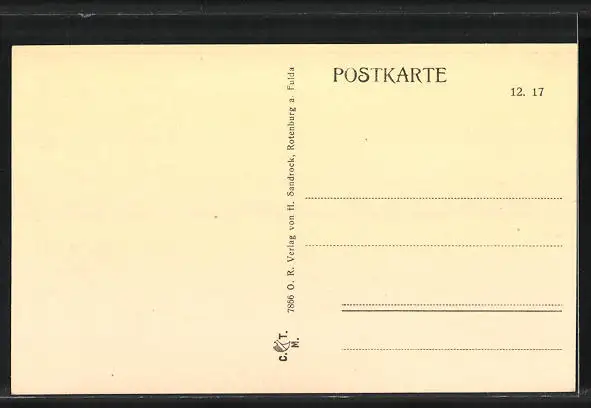 POSTKARTE
12. 17
7866 O. R. Verlag von H. Sandrock, Rotenburg a. Fulda
C. & T.
M.